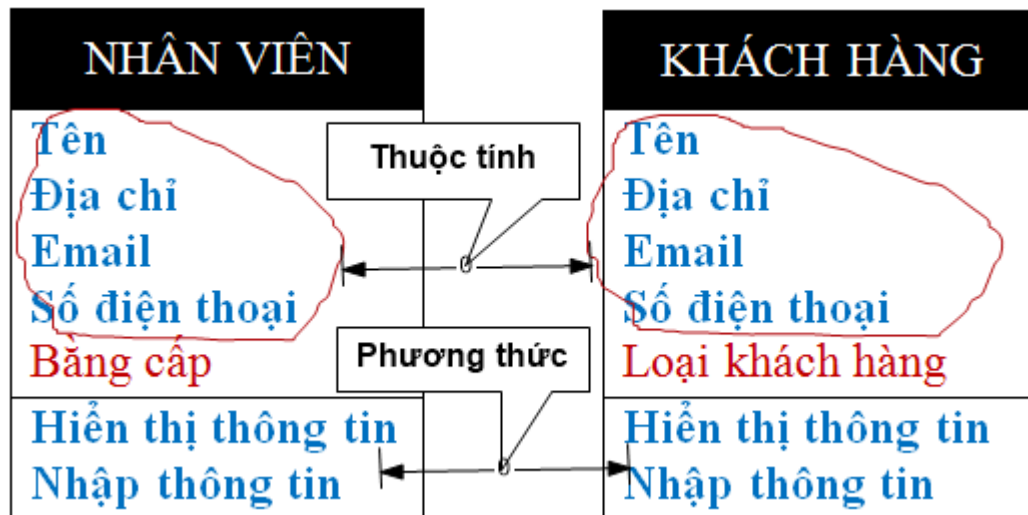 NHÂN VIÊN
Tên
Địa chỉ
Email
Số điện thoại
Bằng cấp
Hiển thị thông tin
Nhập thông tin
Thuộc tính
Phương thức
KHÁCH HÀNG
Tên
Địa chỉ
Email
Số điện thoại
Loại khách hàng
Hiển thị thông tin
Nhập thông tin